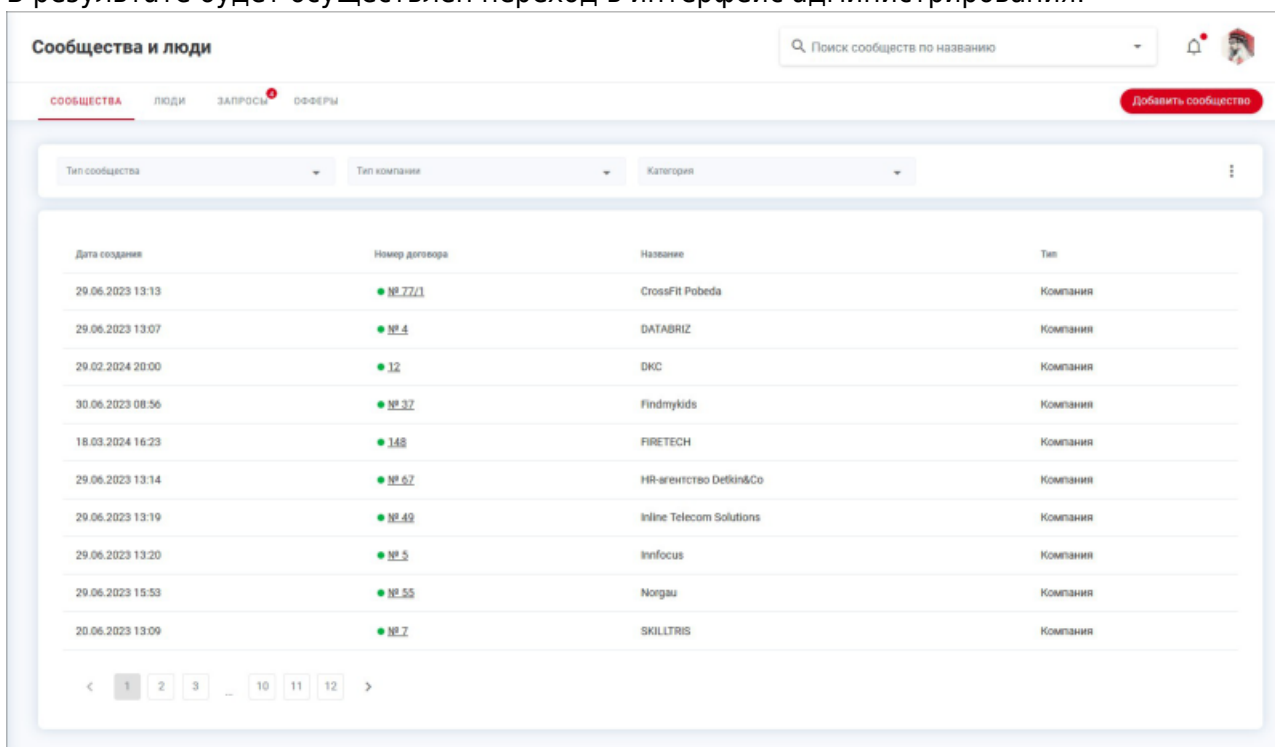 В результате будет осуществлен переход в интерфейс администрирования.
Сообщества и люди
Поиск сообществ по названию
СООБЩЕСТВА ЛЮДИ ЗАПРОСЫ 4 ОФФЕРЫ
Добавить сообщество
Тип сообщества Тип компании Категория
Дата создания Номер договора Название Тип
29.06.2023 13:13 № 77/1 CrossFit Pobeda Компания
29.06.2023 13:07 № 4 DATABRIZ Компания
29.02.2024 20:00 12 DKC Компания
30.06.2023 08:56 № 37 Findmykids Компания
18.03.2024 16:23 148 FIRETECH Компания
29.06.2023 13:14 № 67 HR-агентство Detkin&Co Компания
29.06.2023 13:19 № 49 Inline Telecom Solutions Компания
29.06.2023 13:20 № 5 Innfocus Компания
29.06.2023 15:53 № 55 Norgau Компания
20.06.2023 13:09 № 7 SKILLTRIS Компания
< 1 2 3 ... 10 11 12 >